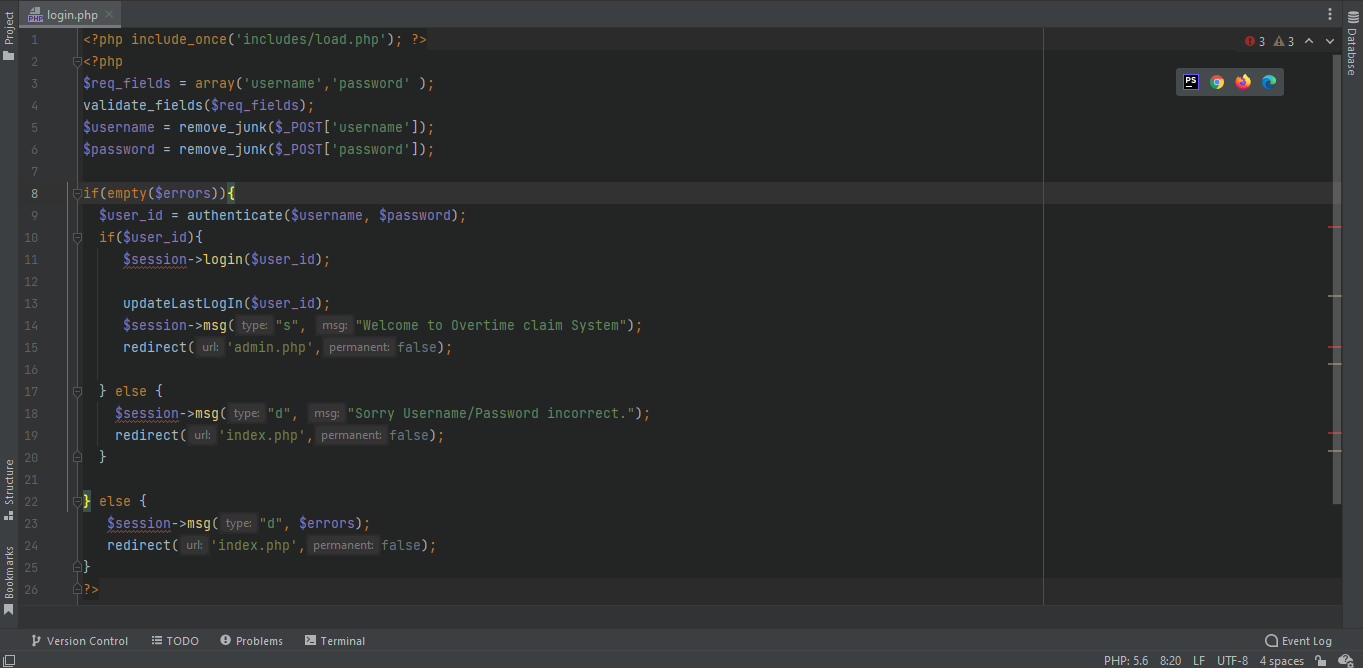 Project
login.php
Database
3 3
PS
1 <?php include_once('includes/load.php'); ?>
2 <?php
3 $req_fields = array('username','password' );
4 validate_fields($req_fields);
5 $username = remove_junk($_POST['username']);
6 $password = remove_junk($_POST['password']);
7
8 if(empty($errors)){
9 $user_id = authenticate($username, $password);
10 if($user_id){
11 $session->login($user_id);
12
13 updateLastLogIn($user_id);
14 $session->msg( type: "s", msg: "Welcome to Overtime claim System");
15 redirect( url: 'admin.php', permanent: false);
16
17 } else {
18 $session->msg( type: "d", msg: "Sorry Username/Password incorrect.");
19 redirect( url: 'index.php', permanent: false);
20 }
21
22 } else {
23 $session->msg( type: "d", $errors);
24 redirect( url: 'index.php', permanent: false);
25 }
26 ?>
Structure
Bookmarks
Version Control TODO Problems Terminal Event Log
PHP: 5.6 8:20 LF UTF-8 4 spaces